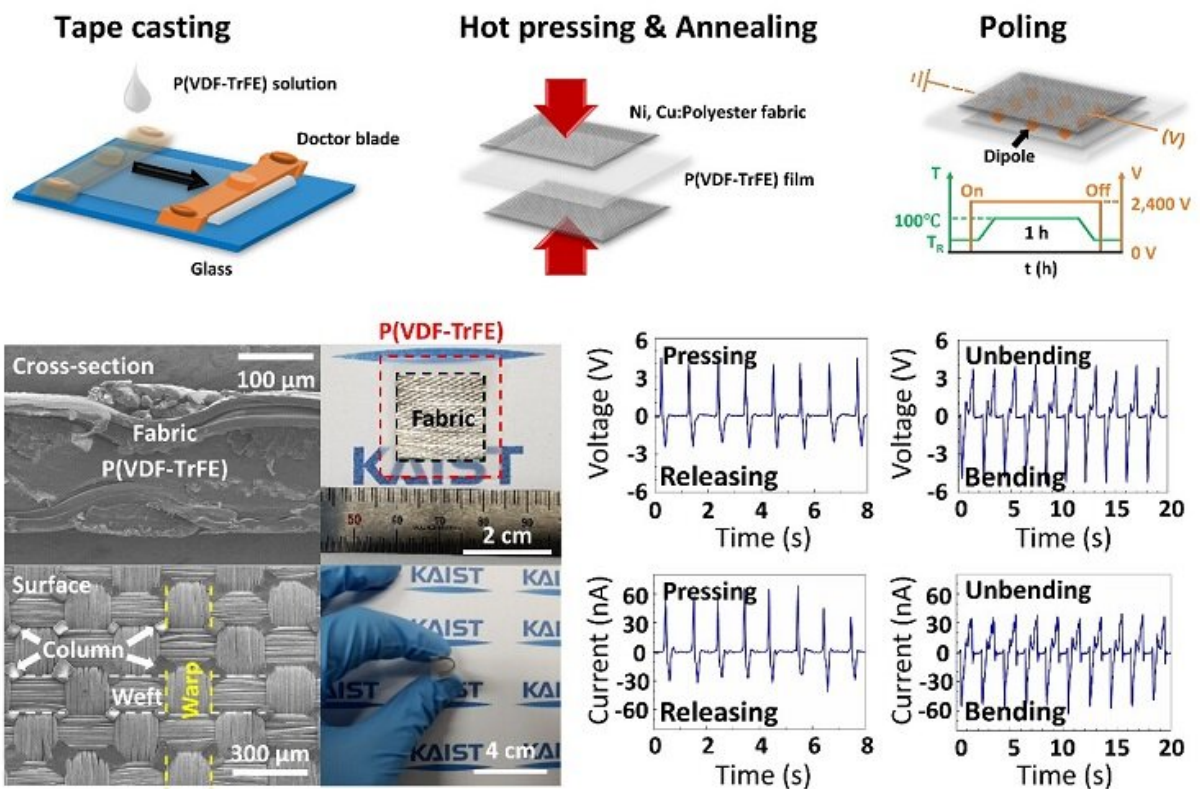 Tape casting
P(VDF-TrFE) solution
Doctor blade
Glass
Hot pressing & Annealing
Ni, Cu:Polyester fabric
P(VDF-TrFE) film
Poling
(V)
Dipole
T
V
On
Off
2,400 V
100℃
1 h
T_R
0 V
t (h)
Cross-section
100 μm
Fabric
P(VDF-TrFE)
P(VDF-TrFE)
Fabric
KAIST
50
60
70
80
90
2 cm
Surface
Column
Weft
Warp
300 μm
KAIST
KAIST
KAIST
KAIST
KAIST
4 cm
Voltage (V)
6
3
0
-3
-6
Pressing
Releasing
0 2 4 6 8
Time (s)
Voltage (V)
6
3
0
-3
-6
Unbending
Bending
0 5 10 15 20
Time (s)
Current (nA)
60
30
0
-30
-60
Pressing
Releasing
0 2 4 6 8
Time (s)
Current (nA)
60
30
0
-30
-60
Unbending
Bending
0 5 10 15 20
Time (s)